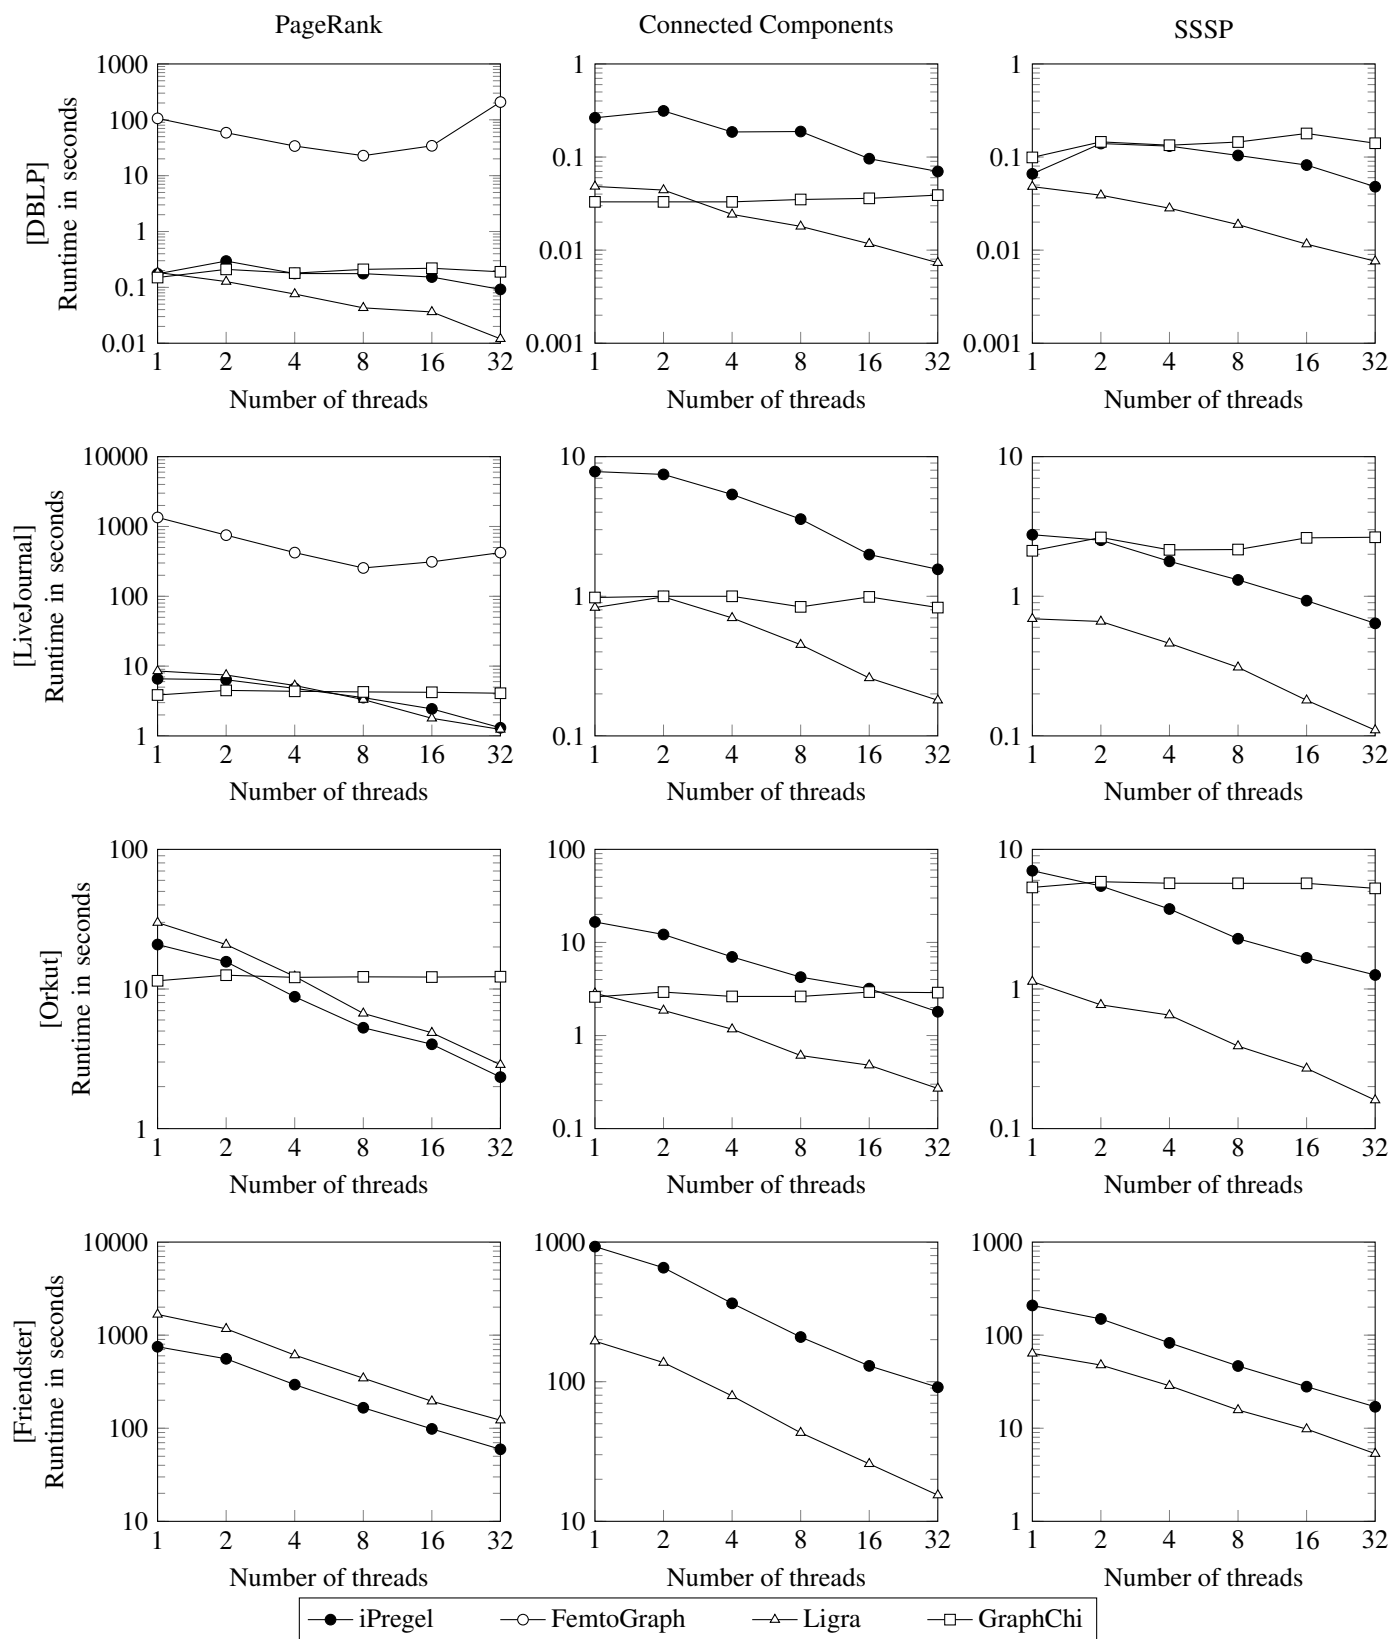 PageRank
Connected Components
SSSP
[DBLP]
Runtime in seconds
1000
100
10
1
0.1
0.01
1 2 4 8 16 32
Number of threads
1
0.1
0.01
0.001
1 2 4 8 16 32
Number of threads
1
0.1
0.01
0.001
1 2 4 8 16 32
Number of threads
[LiveJournal]
Runtime in seconds
10000
1000
100
10
1
1 2 4 8 16 32
Number of threads
10
1
0.1
1 2 4 8 16 32
Number of threads
10
1
0.1
1 2 4 8 16 32
Number of threads
[Orkut]
Runtime in seconds
100
10
1
1 2 4 8 16 32
Number of threads
100
10
1
0.1
1 2 4 8 16 32
Number of threads
10
1
0.1
1 2 4 8 16 32
Number of threads
[Friendster]
Runtime in seconds
10000
1000
100
10
1 2 4 8 16 32
Number of threads
1000
100
10
1 2 4 8 16 32
Number of threads
1000
100
10
1
1 2 4 8 16 32
Number of threads
iPregel FemtoGraph Ligra GraphChi